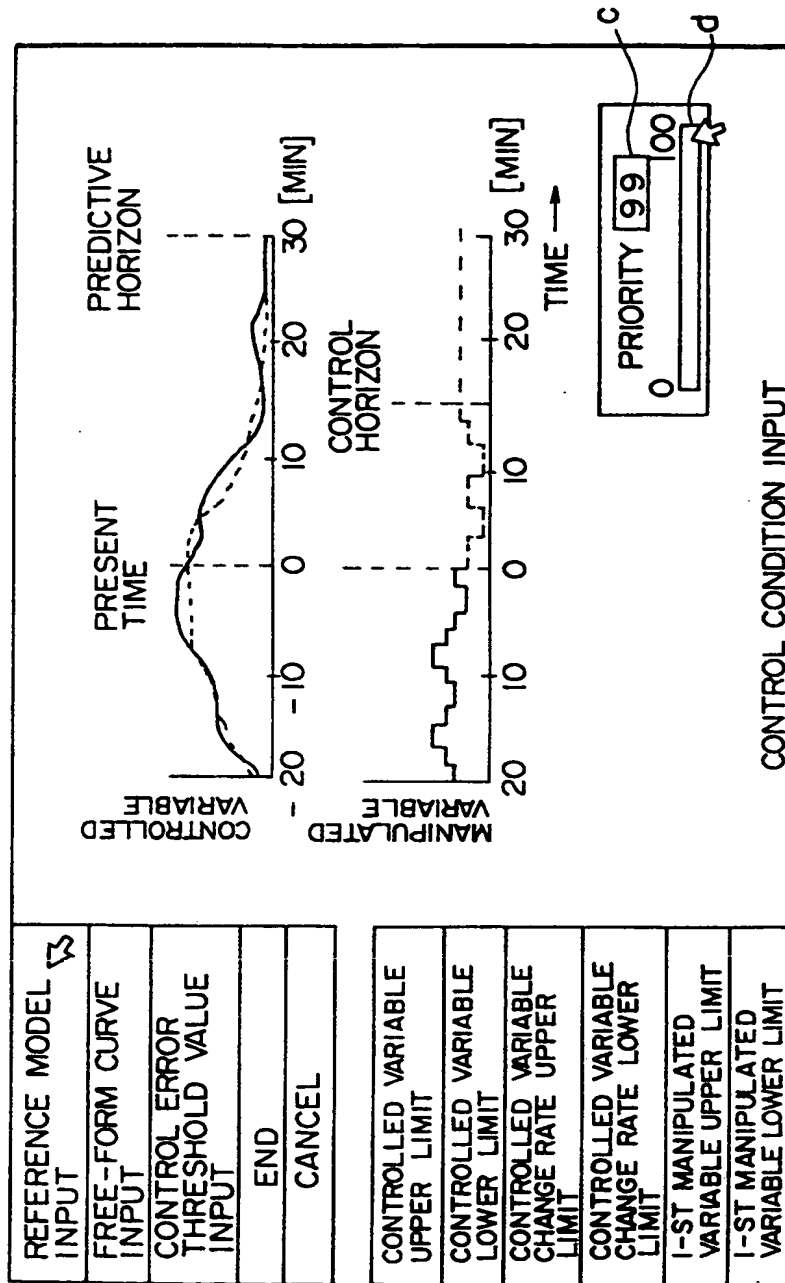 REFERENCE MODEL
INPUT
FREE-FORM CURVE
INPUT
CONTROL ERROR
THRESHOLD VALUE
INPUT
END
CANCEL
CONTROLLED VARIABLE
UPPER LIMIT
CONTROLLED VARIABLE
LOWER LIMIT
CONTROLLED VARIABLE
CHANGE RATE UPPER
LIMIT
CONTROLLED VARIABLE
CHANGE RATE LOWER
LIMIT
I-ST MANIPULATED
VARIABLE UPPER LIMIT
I-ST MANIPULATED
VARIABLE LOWER LIMIT
PRESENT
TIME
PREDICTIVE
HORIZON
CONTROLLED
VARIABLE
-20 -10 0 10 20 30 [MIN]
CONTROL
HORIZON
MANIPULATED
VARIABLE
20 10 0 10 20 30 [MIN]
TIME →
PRIORITY 99
0 100
c
d
CONTROL CONDITION INPUT